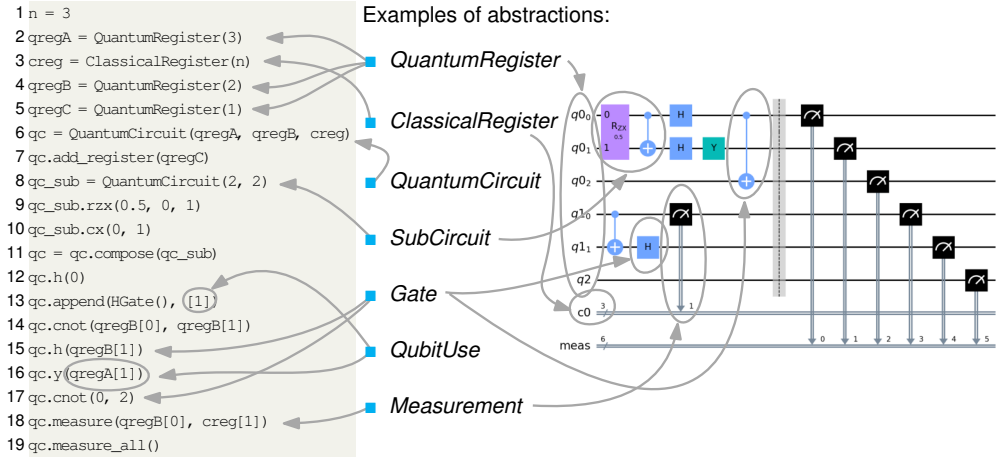 1 n = 3
2 qregA = QuantumRegister(3)
3 creg = ClassicalRegister(n)
4 qregB = QuantumRegister(2)
5 qregC = QuantumRegister(1)
6 qc = QuantumCircuit(qregA, qregB, creg)
7 qc.add_register(qregC)
8 qc_sub = QuantumCircuit(2, 2)
9 qc_sub.rzx(0.5, 0, 1)
10 qc_sub.cx(0, 1)
11 qc = qc.compose(qc_sub)
12 qc.h(0)
13 qc.append(HGate(), [1])
14 qc.cnot(qregB[0], qregB[1])
15 qc.h(qregB[1])
16 qc.y(qregA[1])
17 qc.cnot(0, 2)
18 qc.measure(qregB[0], creg[1])
19 qc.measure_all()
Examples of abstractions:
QuantumRegister
ClassicalRegister
QuantumCircuit
SubCircuit
Gate
QubitUse
Measurement
q0₀ 0 H
RZX
0.5
q0₁ 1 H Y
q0₂
q1₀
q1₁ H
q2
c0 3 1
meas 6 0 1 2 3 4 5